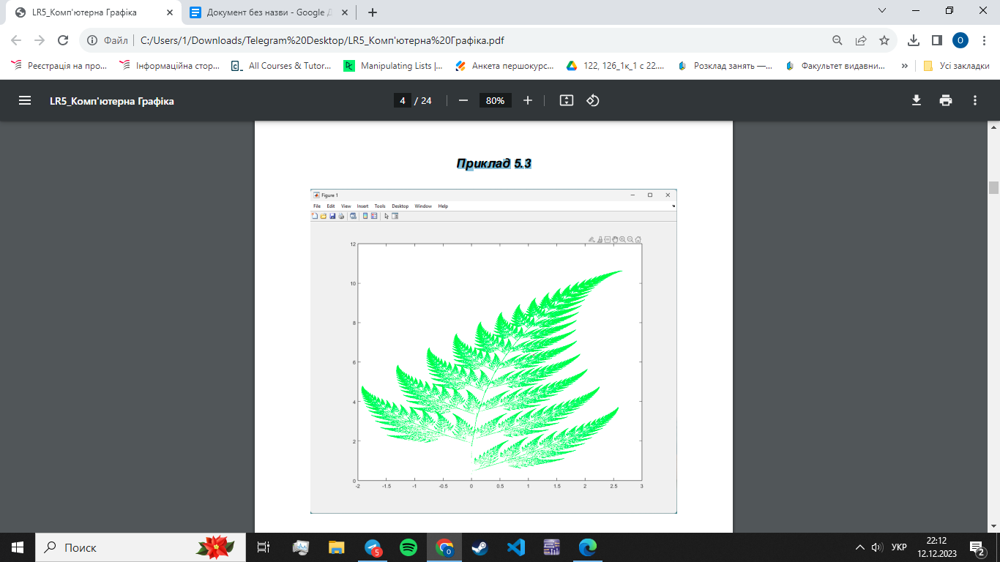 LR5_Комп'ютерна Графіка
Документ без назви - Google Д
Файл
C:/Users/1/Downloads/Telegram%20Desktop/LR5_Комп'ютерна%20Графіка.pdf
O
Реєстрація на про...
Інформаційна стор...
All Courses & Tutor...
Manipulating Lists |...
Анкета першокурс...
122, 126_1к_1 с 22....
Розклад занять —...
Факультет видавни...
»
Усі закладки
LR5_Комп'ютерна Графіка
4 / 24
80%
Приклад 5.3
Figure 1
File Edit View Insert Tools Desktop Window Help
12
10
8
6
4
2
0
-2 -1.5 -1 -0.5 0 0.5 1 1.5 2 2.5 3
Поиск
5
УКР
22:12
12.12.2023
2